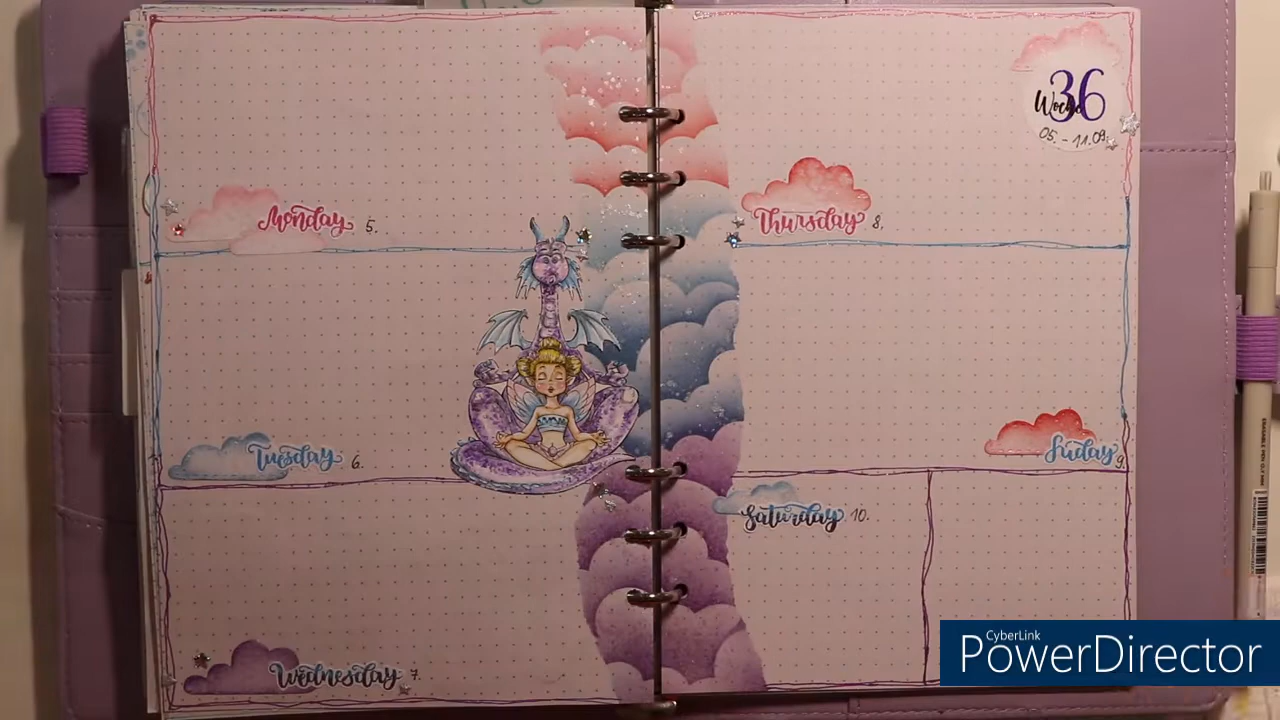 Woche
36
05. - 11.09.
Monday 5.
Thursday 8.
Tuesday 6.
Friday 9.
Saturday 10.
Wednesday 7.
CyberLink
PowerDirector